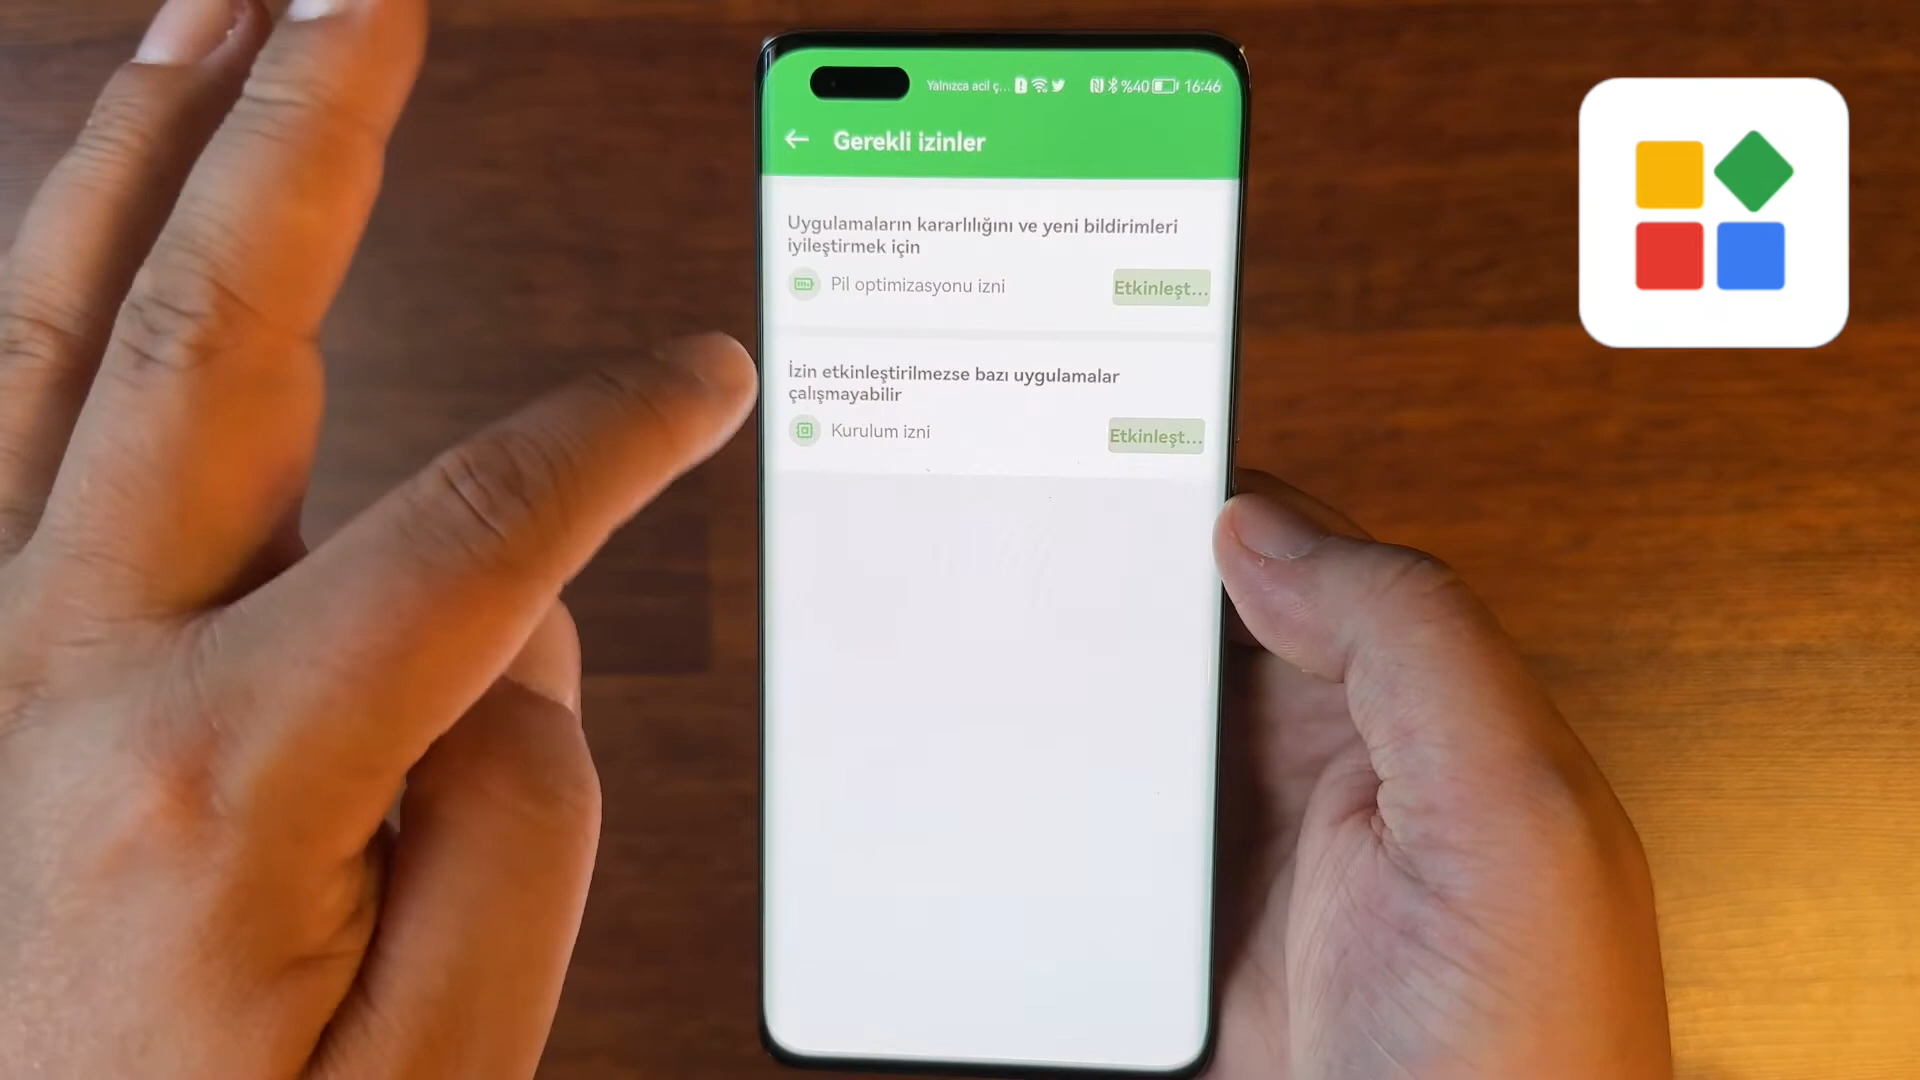 Yalnızca acil ç... %40 16:46
Gerekli izinler
Uygulamaların kararlılığını ve yeni bildirimleri
iyileştirmek için
Pil optimizasyonu izni Etkinleşt...
İzin etkinleştirilmezse bazı uygulamalar
çalışmayabilir
Kurulum izni Etkinleşt...